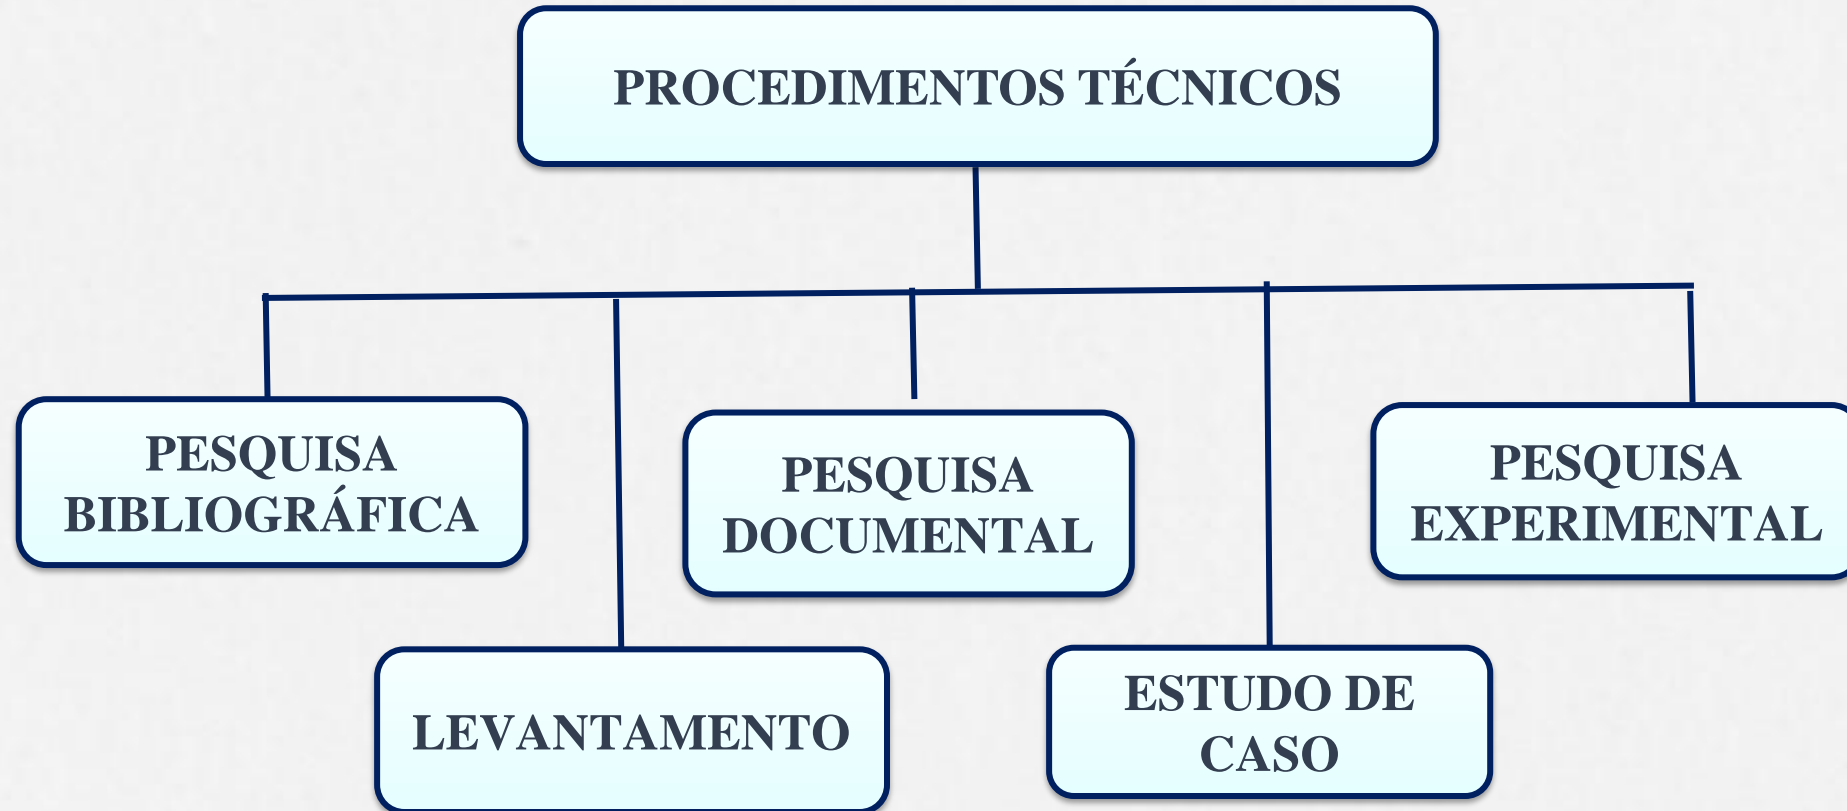 PROCEDIMENTOS TÉCNICOS
PESQUISA
BIBLIOGRÁFICA
PESQUISA
DOCUMENTAL
PESQUISA
EXPERIMENTAL
LEVANTAMENTO
ESTUDO DE
CASO